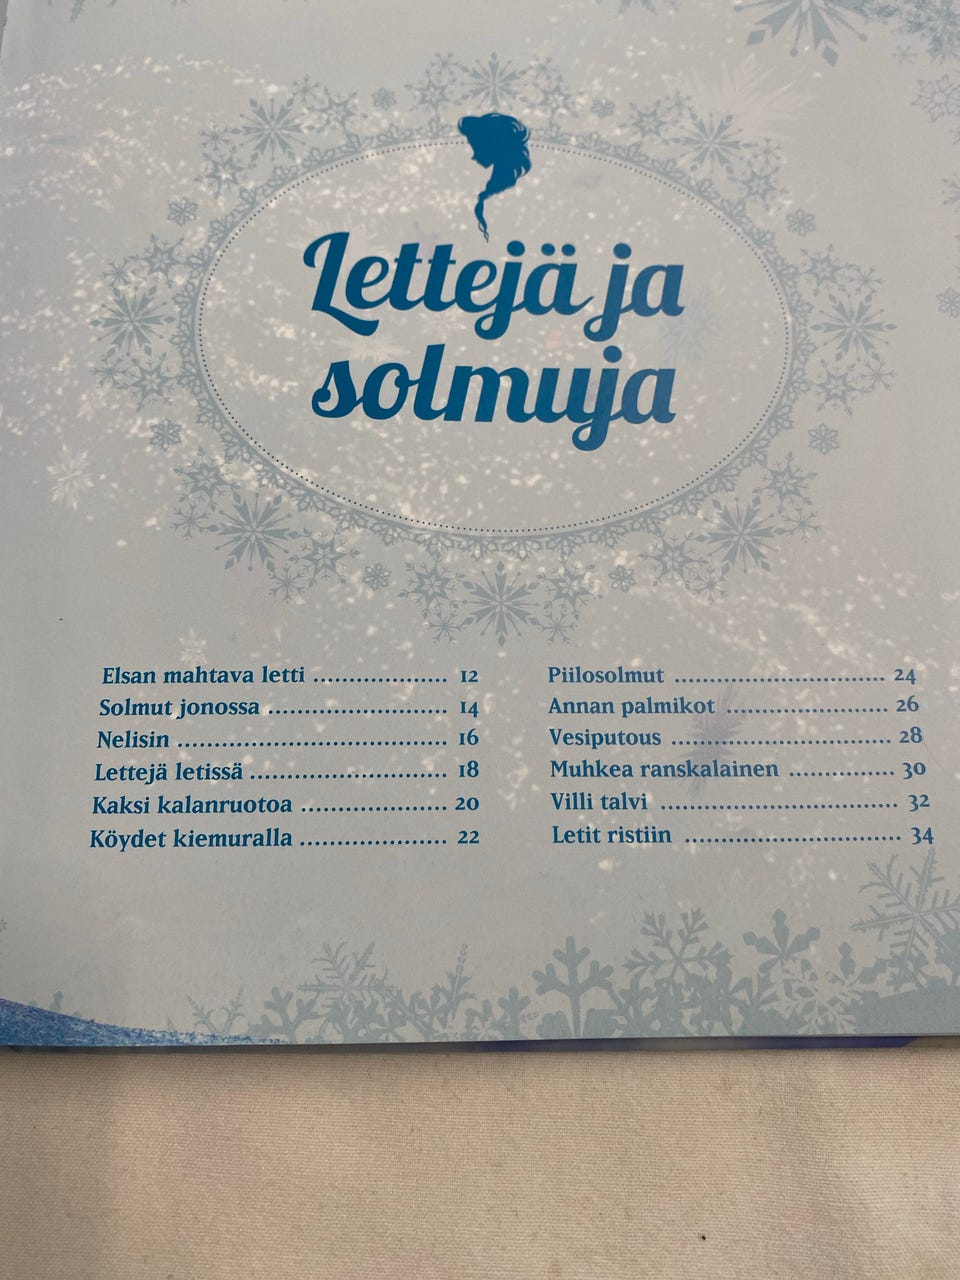 Lettejä ja
solmuja
Elsan mahtava letti ................... 12
Solmut jonossa ........................... 14
Nelisin ......................................... 16
Lettejä letissä .............................. 18
Kaksi kalanruotoa ...................... 20
Köydet kiemuralla ...................... 22
Piilosolmut ................................ 24
Annan palmikot ........................ 26
Vesiputous ................................. 28
Muhkea ranskalainen ................ 30
Villi talvi .................................... 32
Letit ristiin ................................. 34